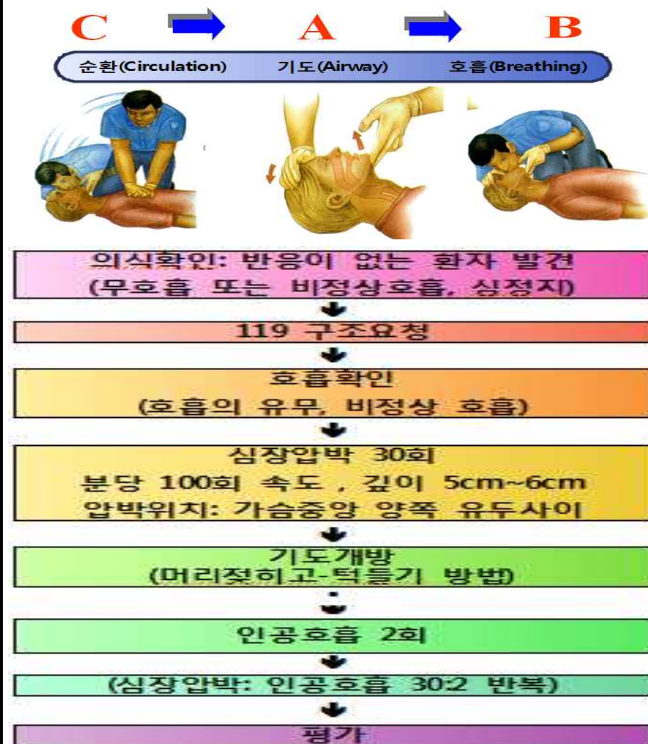 C A B
순환(Circulation) 기도(Airway) 호흡(Breathing)
의식확인: 반응이 없는 환자 발견
(무호흡 또는 비정상호흡, 심정지)
119 구조요청
호흡확인
(호흡의 유무, 비정상 호흡)
심장압박 30회
분당 100회 속도 , 깊이 5cm~6cm
압박위치: 가슴중앙 양쪽 유두사이
기도개방
(머리젖히고-턱들기 방법)
인공호흡 2회
(심장압박: 인공호흡 30:2 반복)
평가